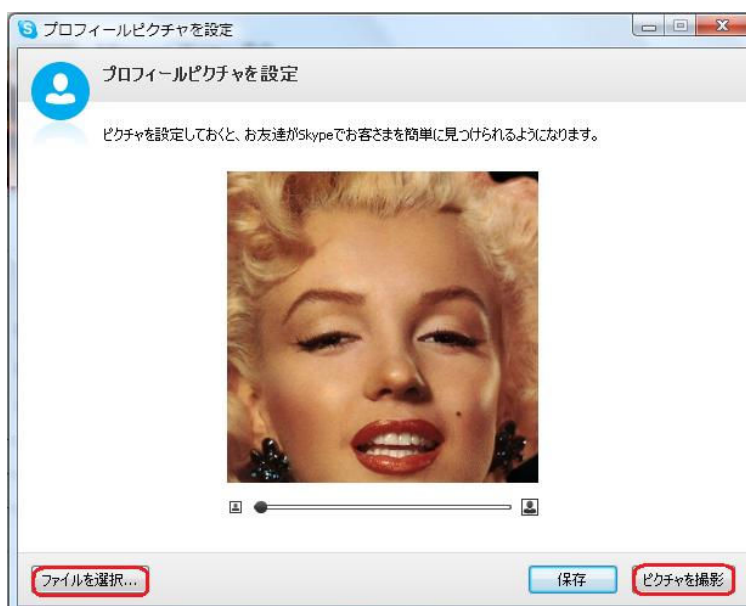 プロフィールピクチャを設定
プロフィールピクチャを設定
ピクチャを設定しておくと、お友達がSkypeでお客さまを簡単に見つけられるようになります。
ファイルを選択...
保存
ピクチャを撮影